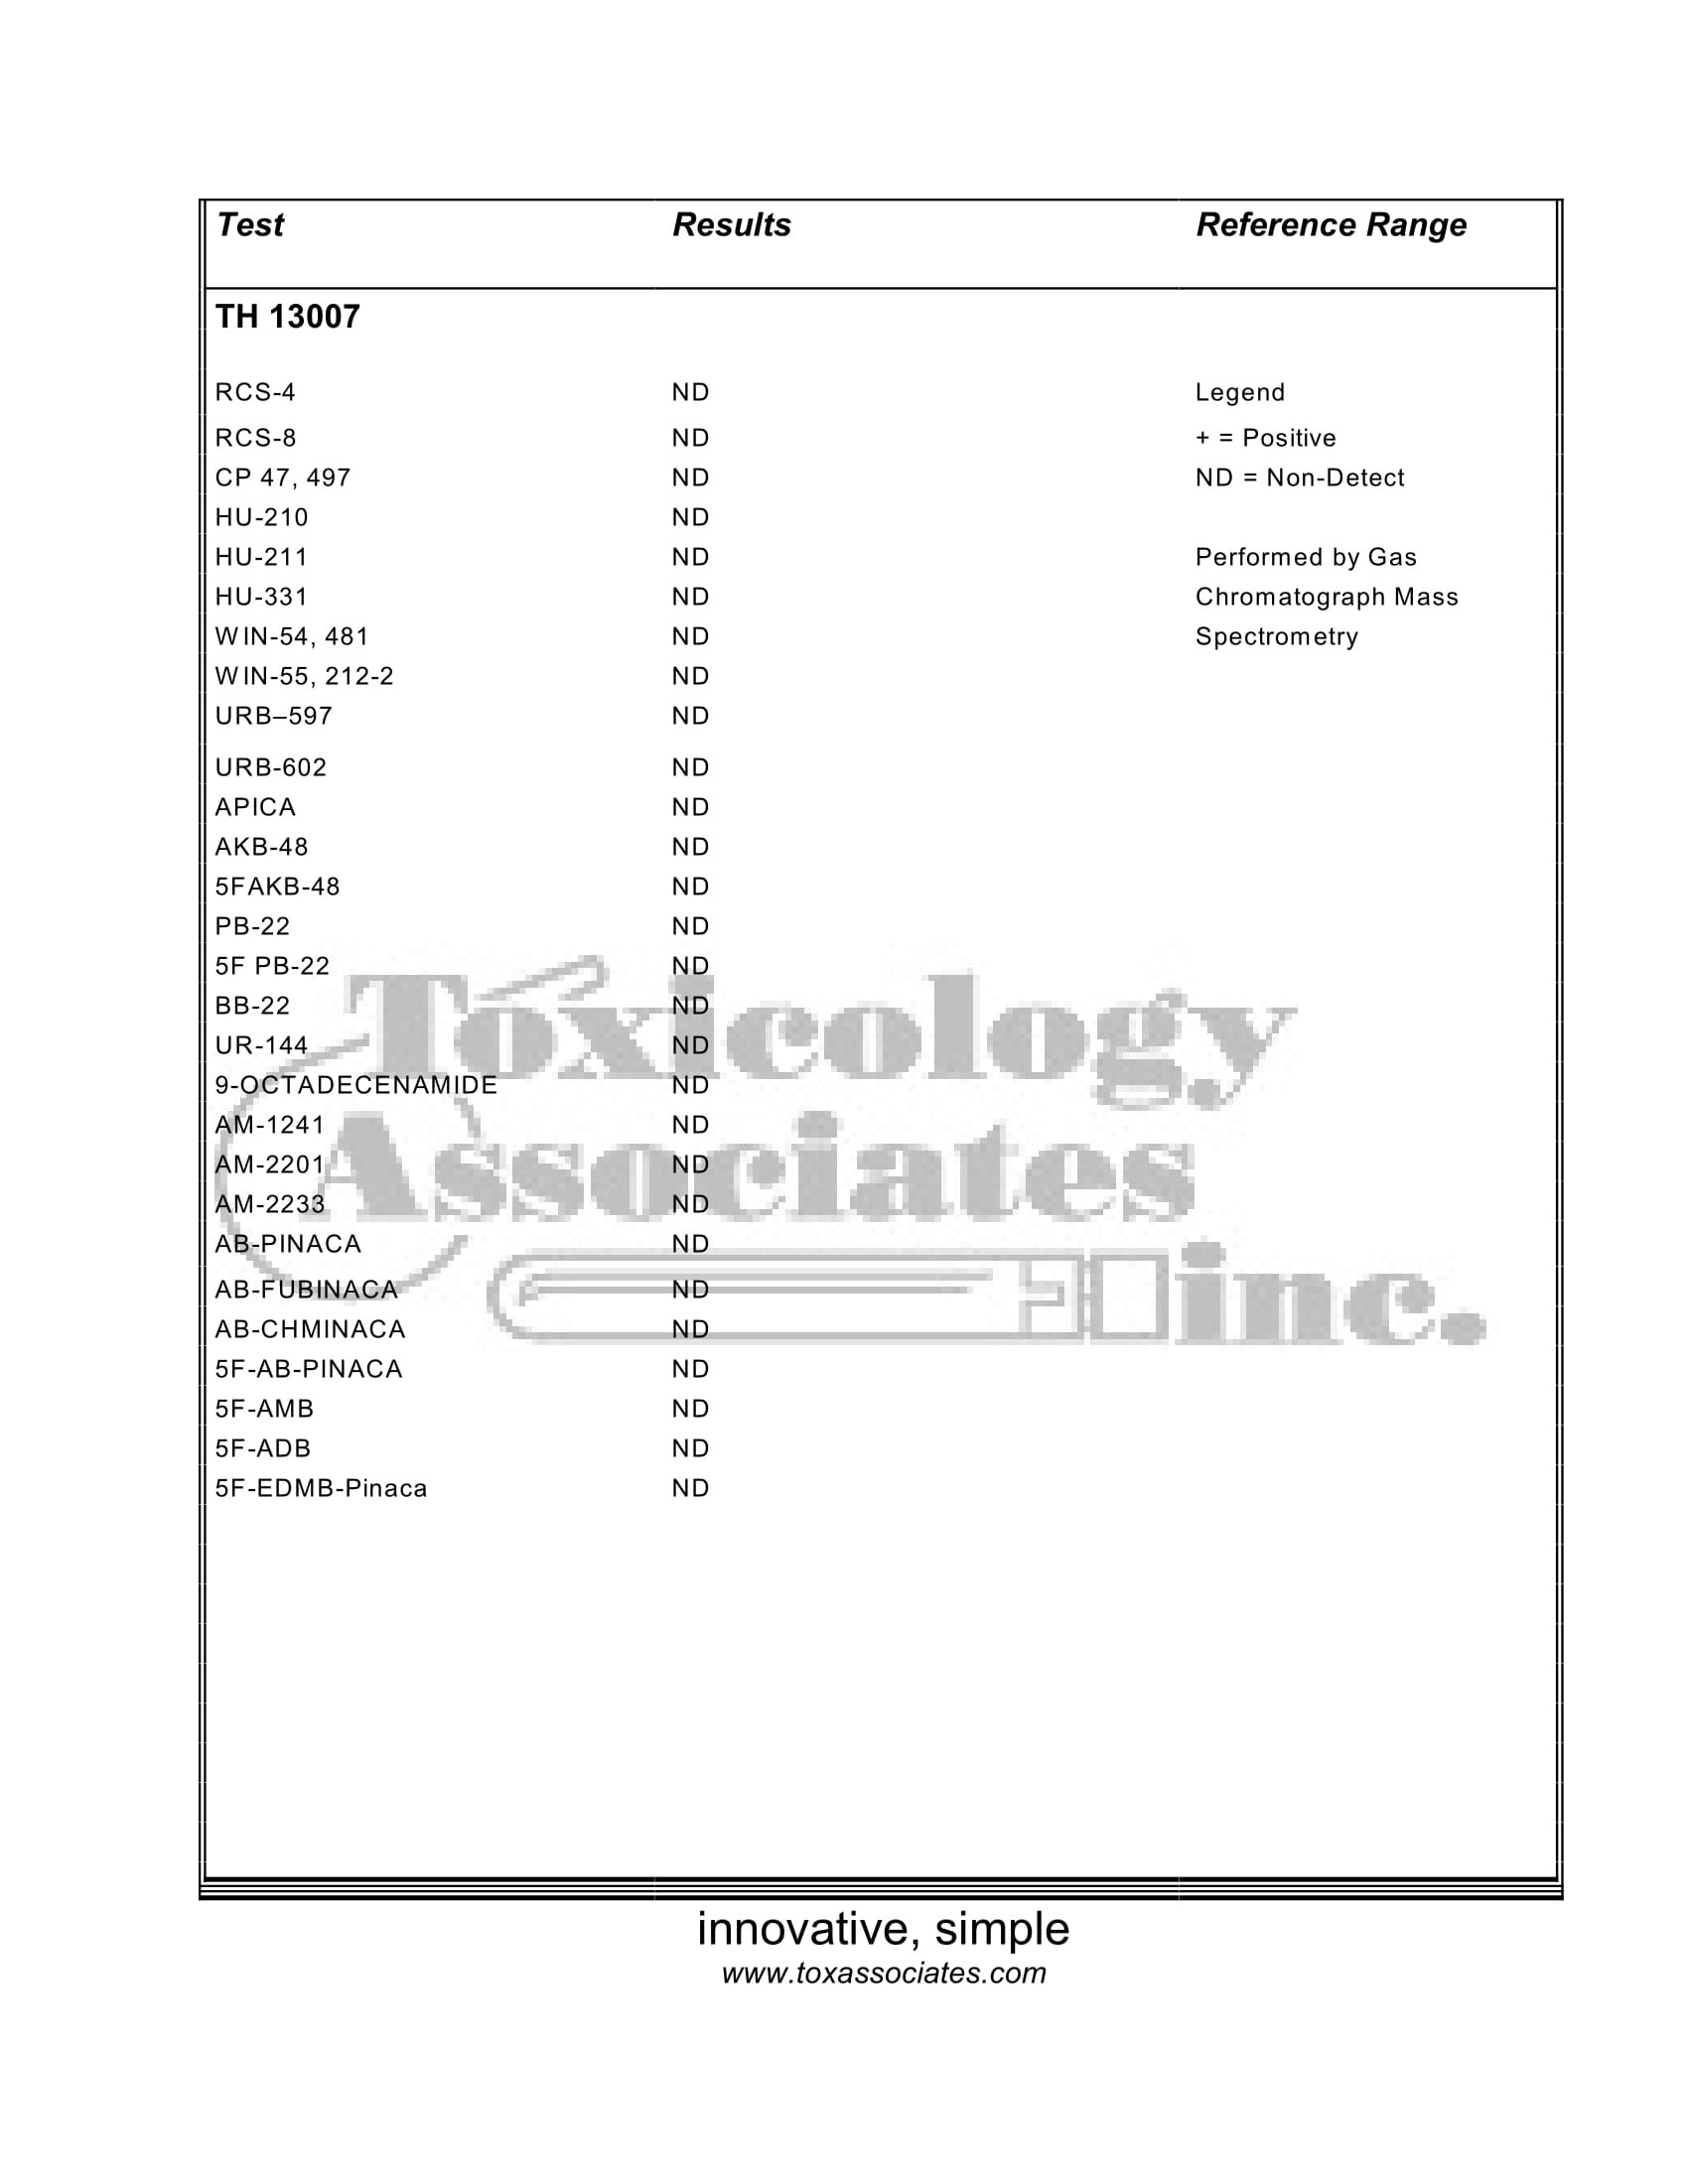 Test Results Reference Range
TH 13007
RCS-4 ND Legend
RCS-8 ND + = Positive
CP 47, 497 ND ND = Non-Detect
HU-210 ND
HU-211 ND Performed by Gas
HU-331 ND Chromatograph Mass
WIN-54, 481 ND Spectrometry
WIN-55, 212-2 ND
URB–597 ND
URB-602 ND
APICA ND
AKB-48 ND
5FAKB-48 ND
PB-22 ND
5F PB-22 ND
BB-22 ND
UR-144 ND
9-OCTADECENAMIDE ND
AM-1241 ND
AM-2201 ND
AM-2233 ND
AB-PINACA ND
AB-FUBINACA ND
AB-CHMINACA ND
5F-AB-PINACA ND
5F-AMB ND
5F-ADB ND
5F-EDMB-Pinaca ND
Toxicology
Associates
inc.
innovative, simple
www.toxassociates.com